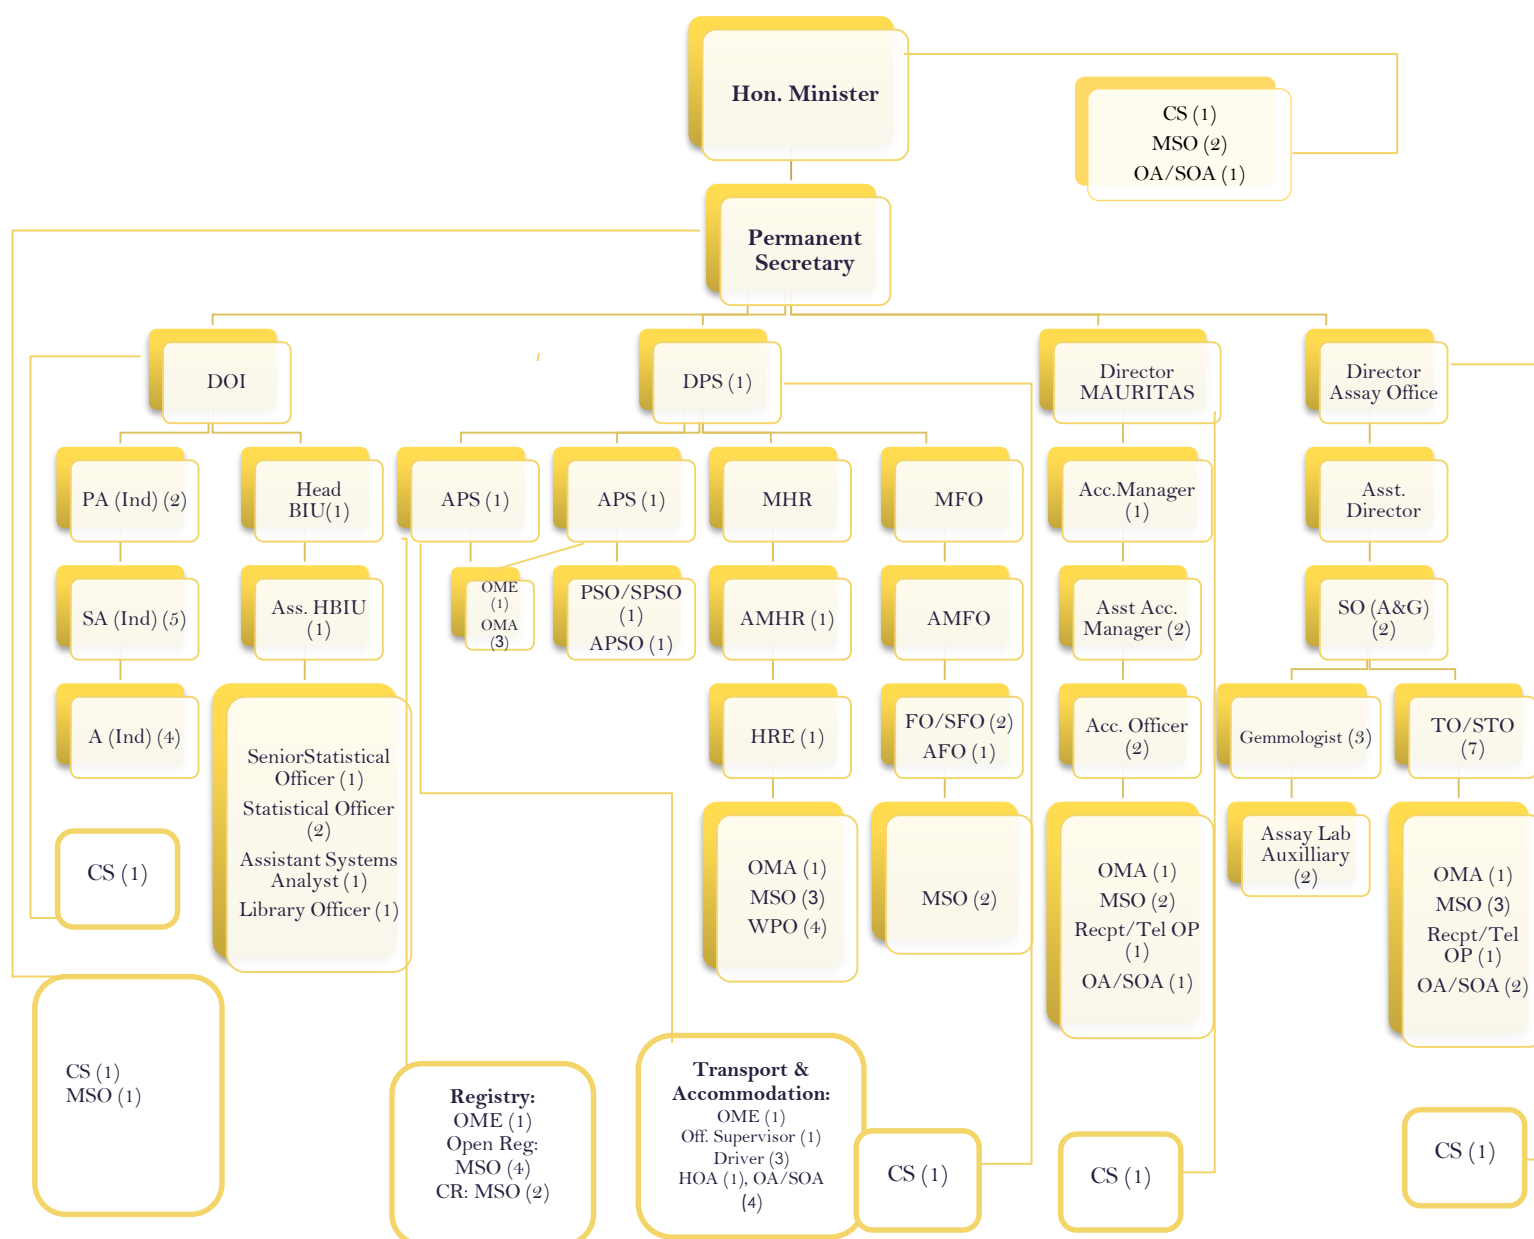 Hon. Minister
CS (1)
MSO (2)
OA/SOA (1)
Permanent
Secretary
DOI
DPS (1)
Director
MAURITAS
Director
Assay Office
PA (Ind) (2)
Head
BIU(1)
APS (1)
APS (1)
MHR
MFO
Acc.Manager
(1)
Asst.
Director
SA (Ind) (5)
Ass. HBIU
(1)
OME
(1)
OMA
(3)
PSO/SPSO
(1)
APSO (1)
AMHR (1)
AMFO
Asst Acc.
Manager (2)
SO (A&G)
(2)
A (Ind) (4)
SeniorStatistical
Officer (1)
Statistical Officer
(2)
Assistant Systems
Analyst (1)
Library Officer (1)
HRE (1)
FO/SFO (2)
AFO (1)
Acc. Officer
(2)
Gemmologist (3)
TO/STO
(7)
CS (1)
OMA (1)
MSO (3)
WPO (4)
MSO (2)
OMA (1)
MSO (2)
Recpt/Tel OP
(1)
OA/SOA (1)
Assay Lab
Auxilliary
(2)
OMA (1)
MSO (3)
Recpt/Tel
OP (1)
OA/SOA (2)
CS (1)
MSO (1)
Registry:
OME (1)
Open Reg:
MSO (4)
CR: MSO (2)
Transport &
Accommodation:
OME (1)
Off. Supervisor (1)
Driver (3)
HOA (1), OA/SOA
(4)
CS (1)
CS (1)
CS (1)